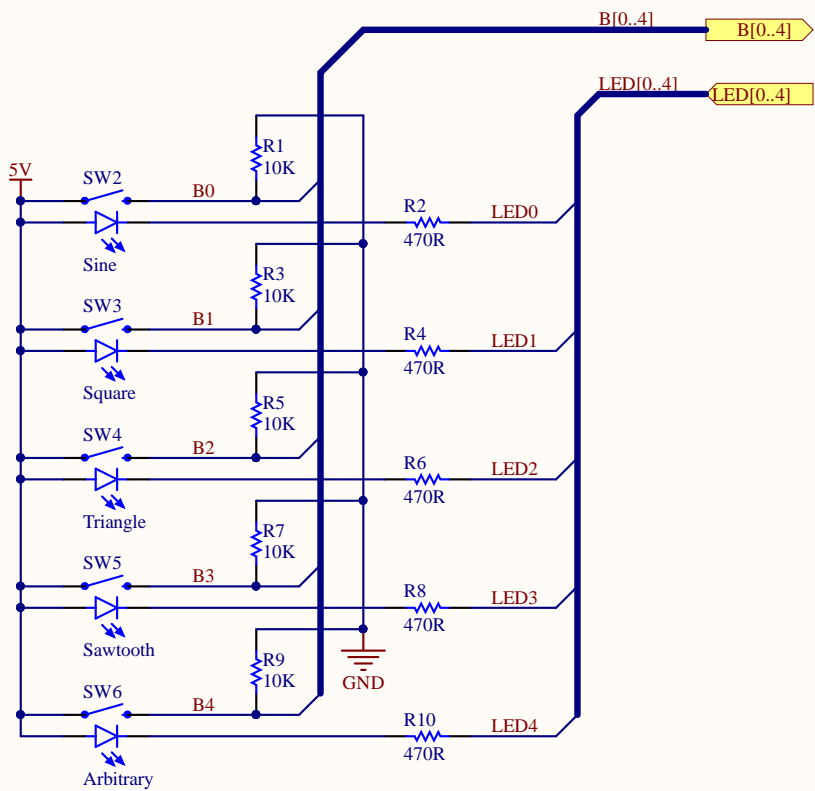 B[0..4]
B[0..4]
LED[0..4]
LED[0..4]
R1
10K
5V
SW2
B0
R2
LED0
470R
Sine
R3
10K
SW3
B1
R4
LED1
470R
Square
R5
10K
SW4
B2
R6
LED2
470R
Triangle
R7
10K
SW5
B3
R8
LED3
470R
Sawtooth
R9
10K
GND
SW6
B4
R10
LED4
470R
Arbitrary